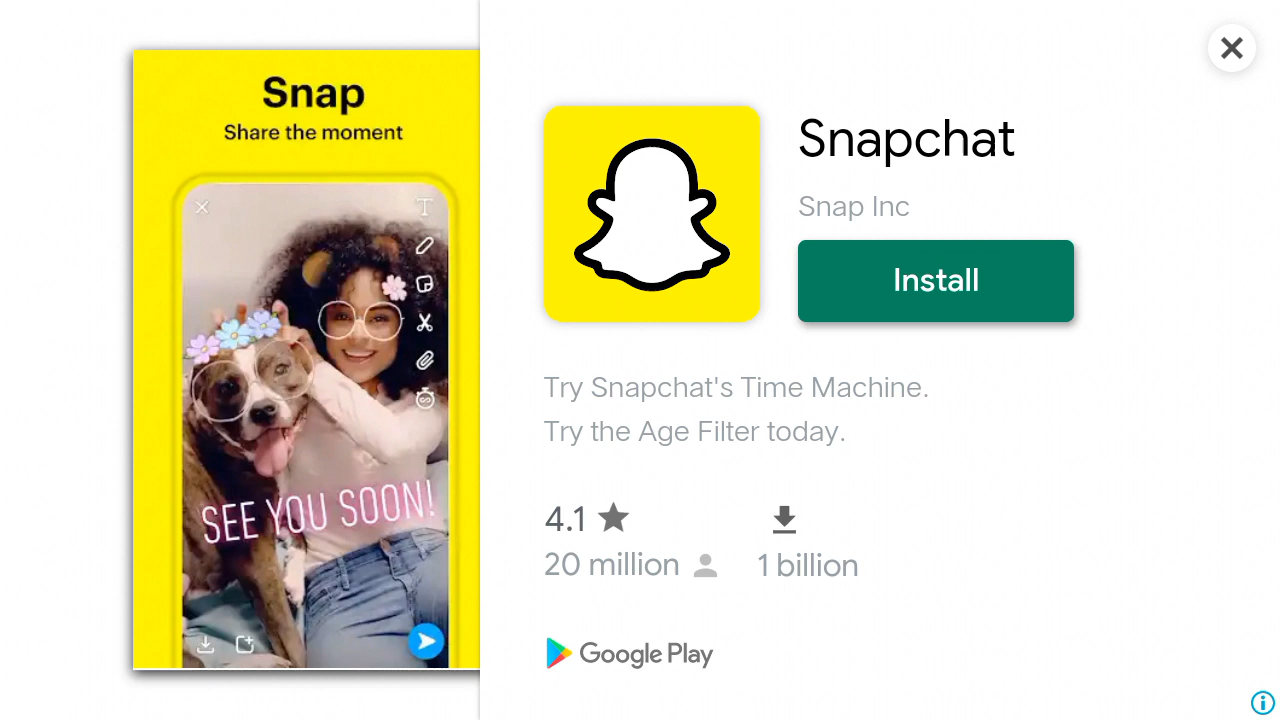 Snap
Share the moment
T
SEE YOU SOON!
Snapchat
Snap Inc
Install
Try Snapchat's Time Machine.
Try the Age Filter today.
4.1
20 million
1 billion
Google Play